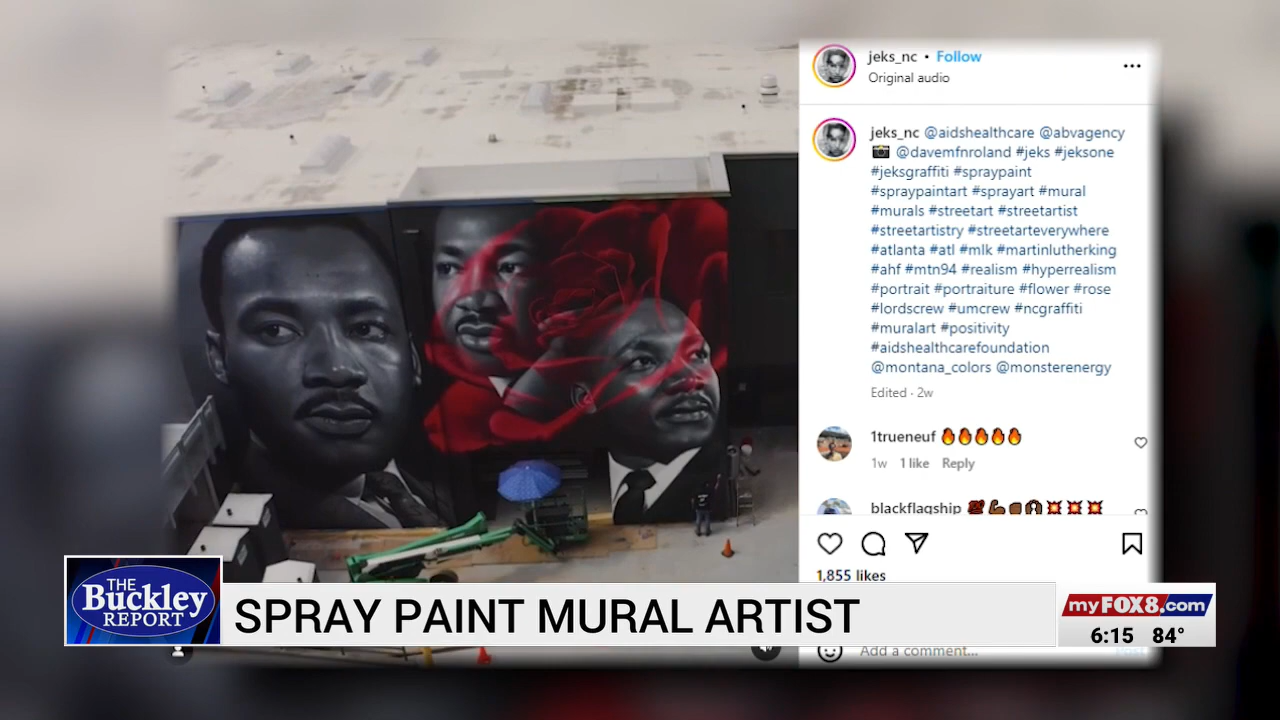 jeks_nc • Follow
Original audio
jeks_nc @aidshealthcare @abvagency
@davemfnroland #jeks #jeksone
#jeksgraffiti #spraypaint
#spraypaintart #sprayart #mural
#murals #streetart #streetartist
#streetartistry #streetarteverywhere
#atlanta #atl #mlk #martinlutherking
#ahf #mtn94 #realism #hyperrealism
#portrait #portraiture #flower #rose
#lordscrew #umcrew #ncgraffiti
#muralart #positivity
#aidshealthcarefoundation
@montana_colors @monsterenergy
Edited · 2w
1trueneuf 🔥🔥🔥🔥🔥
1w 1 like Reply
blackflagship
1,855 likes
Add a comment...
Post
THE
Buckley
REPORT
SPRAY PAINT MURAL ARTIST
myFOX8.com
6:15 84°